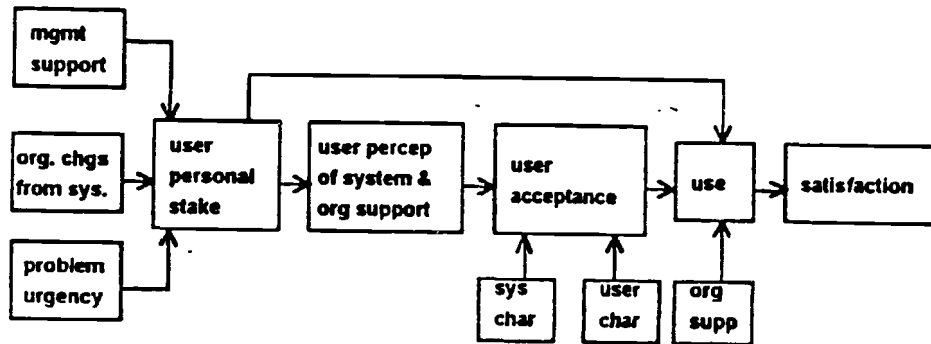 mgmt
support
org. chgs
from sys.
problem
urgency
user
personal
stake
user percep
of system &
org support
user
acceptance
use
satisfaction
sys
char
user
char
org
supp